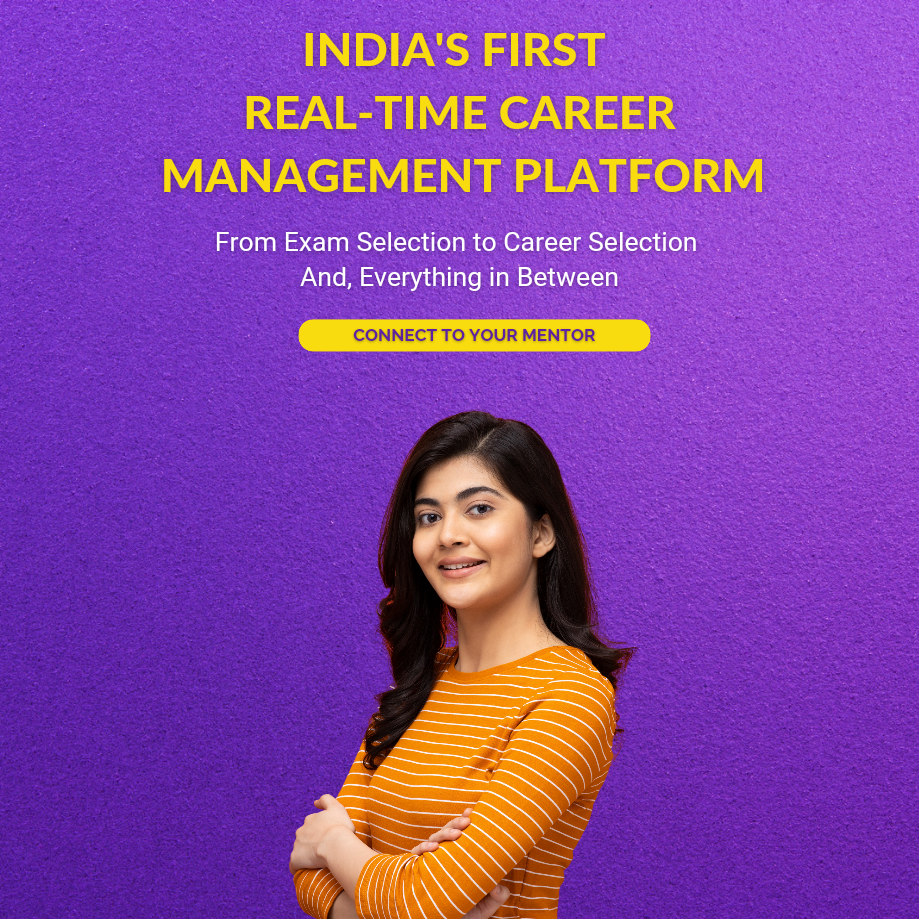 INDIA'S FIRST
REAL-TIME CAREER
MANAGEMENT PLATFORM
From Exam Selection to Career Selection
And, Everything in Between
CONNECT TO YOUR MENTOR